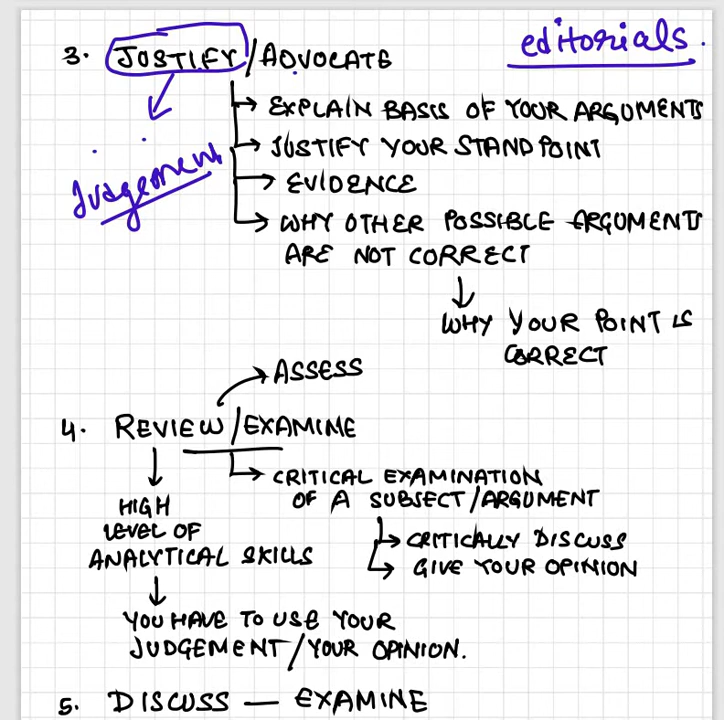 editorials.
3. JUSTIFY/ADVOCATE
→ EXPLAIN BASIS OF YOUR ARGUMENTS
→ JUSTIFY YOUR STANDPOINT
Judgement
→ EVIDENCE
→ WHY OTHER POSSIBLE ARGUMENTS
ARE NOT CORRECT
↓
WHY YOUR POINT IS
CORRECT
→ ASSESS
4. REVIEW/EXAMINE
→ CRITICAL EXAMINATION
OF A SUBJECT/ARGUMENT
HIGH
LEVEL OF
ANALYTICAL SKILLS
→ CRITICALLY DISCUSS
→ GIVE YOUR OPINION
↓
YOU HAVE TO USE YOUR
JUDGEMENT/YOUR OPINION.
5. DISCUSS — EXAMINE